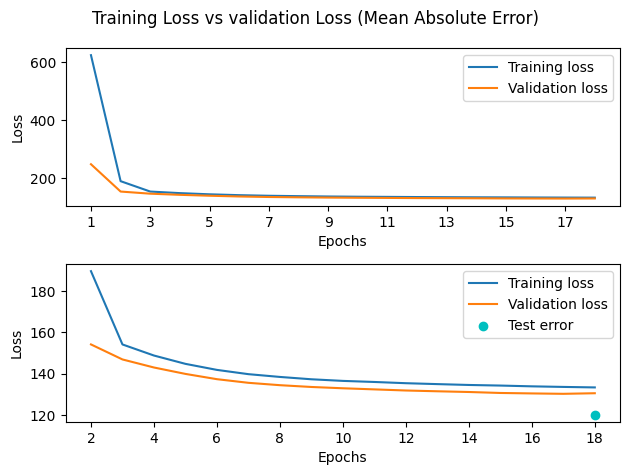 Training Loss vs validation Loss (Mean Absolute Error)
600
400
200
Loss
Training loss
Validation loss
1 3 5 7 9 11 13 15 17
Epochs
180
160
140
120
Loss
Training loss
Validation loss
Test error
2 4 6 8 10 12 14 16 18
Epochs